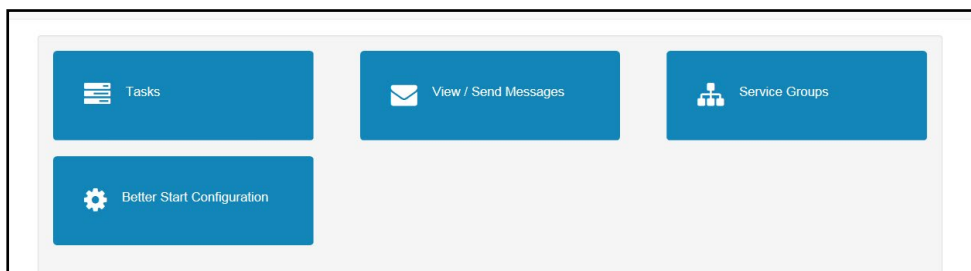 Tasks
View / Send Messages
Service Groups
Better Start Configuration